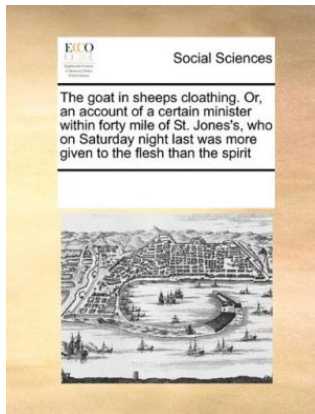 ECCO
Social Sciences
The goat in sheeps cloathing. Or,
an account of a certain minister
within forty mile of St. Jones's, who
on Saturday night last was more
given to the flesh than the spirit